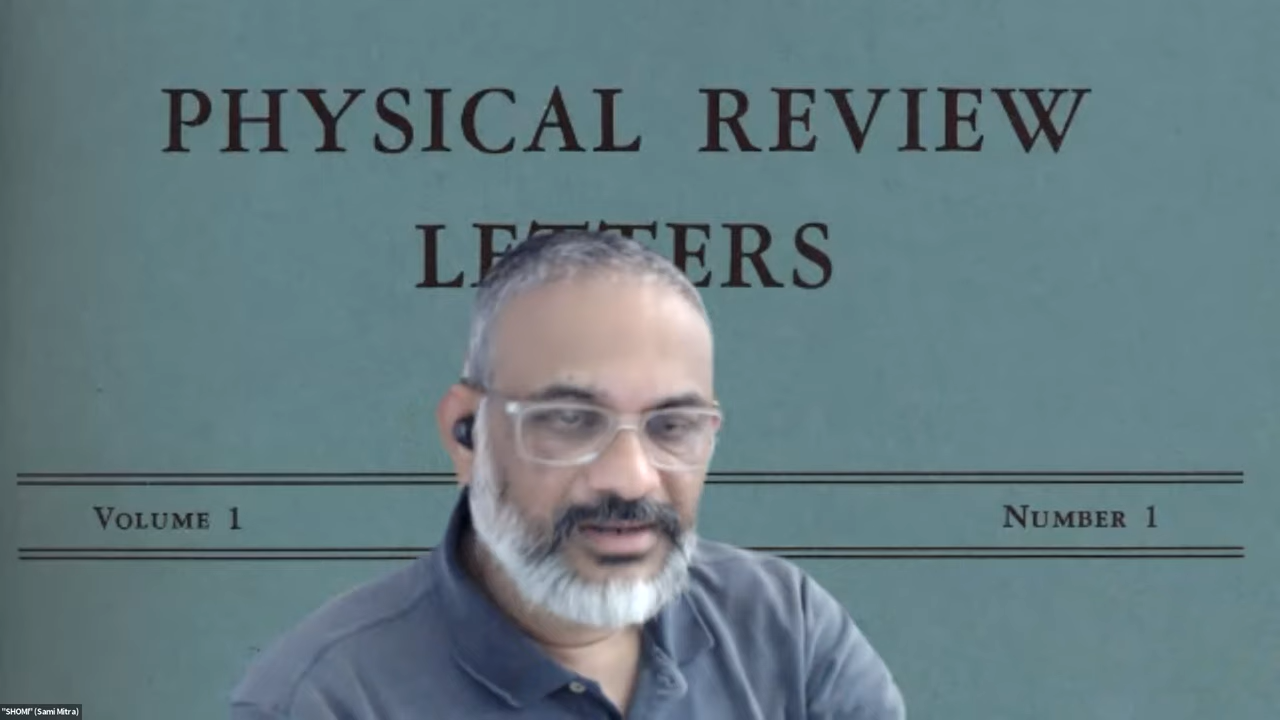 PHYSICAL REVIEW
LETTERS
VOLUME 1
NUMBER 1
"SHOMI" (Sami Mitra)